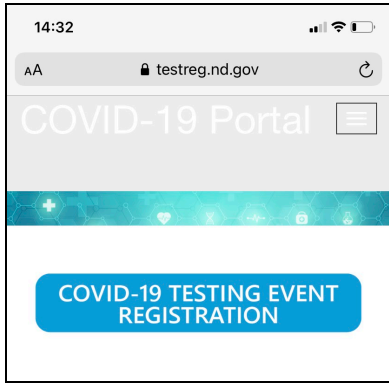 14:32
AA testreg.nd.gov
COVID-19 Portal
COVID-19 TESTING EVENT
REGISTRATION